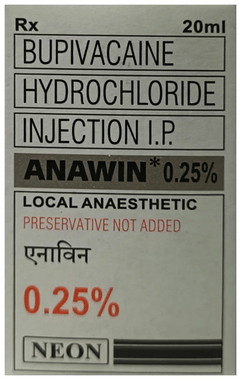 Rx 20ml
BUPIVACAINE
HYDROCHLORIDE
INJECTION I.P.
ANAWIN* 0.25%
LOCAL ANAESTHETIC
PRESERVATIVE NOT ADDED
एनाविन
0.25%
NEON